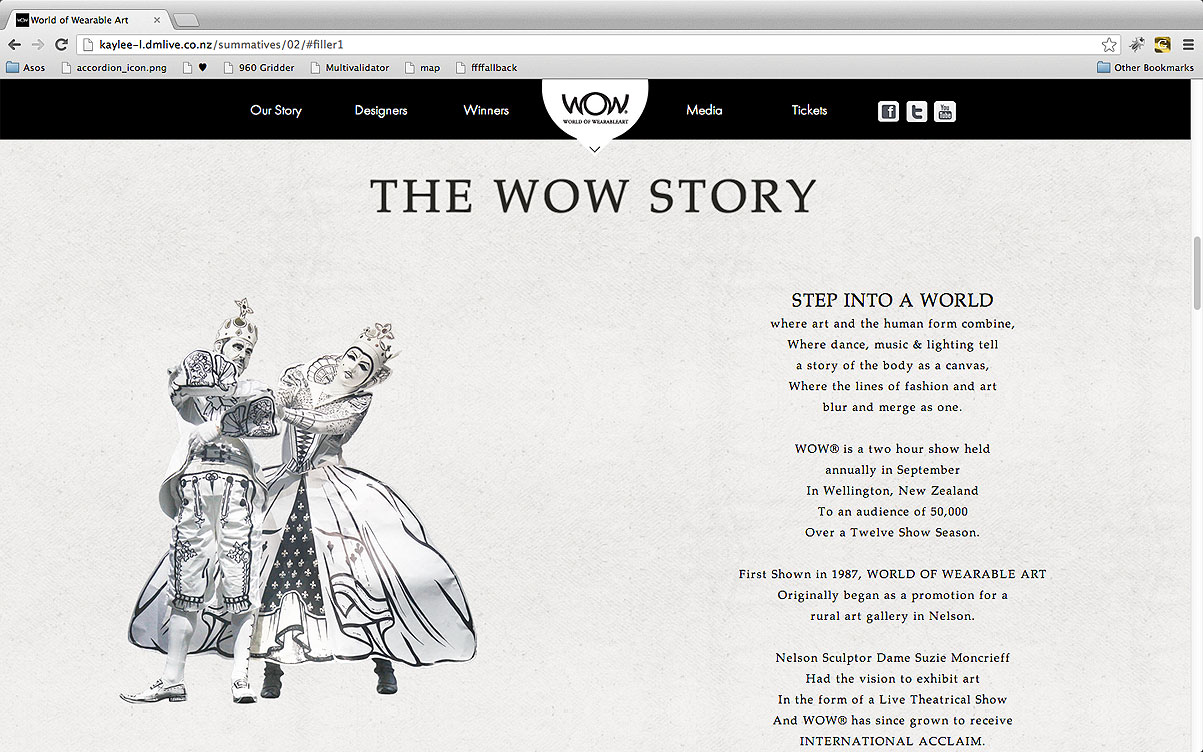 World of Wearable Art
kaylee-l.dmlive.co.nz/summatives/02/#filler1
Asos accordion_icon.png ♥ 960 Gridder Multivalidator map ffffallback Other Bookmarks
Our Story Designers Winners WOW® Media Tickets
WORLD OF WEARABLEART
THE WOW STORY
STEP INTO A WORLD
where art and the human form combine,
Where dance, music & lighting tell
a story of the body as a canvas,
Where the lines of fashion and art
blur and merge as one.
WOW® is a two hour show held
annually in September
In Wellington, New Zealand
To an audience of 50,000
Over a Twelve Show Season.
First Shown in 1987, WORLD OF WEARABLE ART
Originally began as a promotion for a
rural art gallery in Nelson.
Nelson Sculptor Dame Suzie Moncrieff
Had the vision to exhibit art
In the form of a Live Theatrical Show
And WOW® has since grown to receive
INTERNATIONAL ACCLAIM.